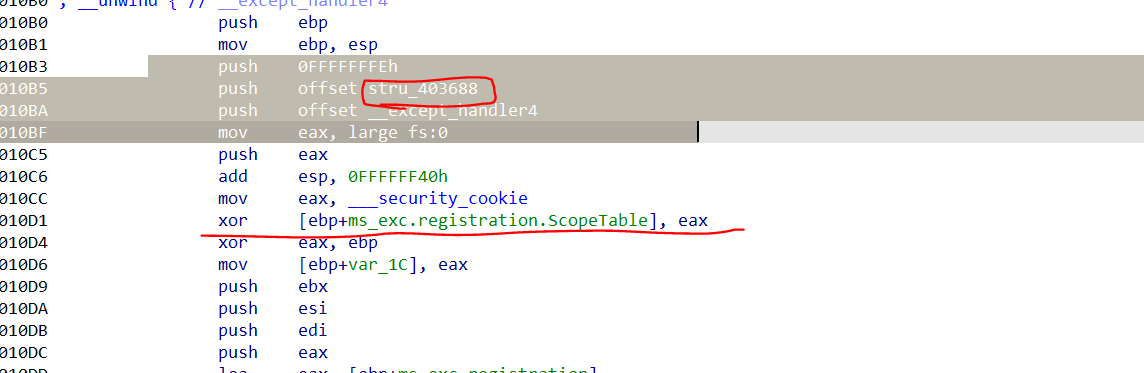 010B0 ; __unwind { // __except_handler4
010B0 push ebp
010B1 mov ebp, esp
010B3 push 0FFFFFFFEh
010B5 push offset stru_403688
010BA push offset __except_handler4
010BF mov eax, large fs:0
010C5 push eax
010C6 add esp, 0FFFFFF40h
010CC mov eax, ___security_cookie
010D1 xor [ebp+ms_exc.registration.ScopeTable], eax
010D4 xor eax, ebp
010D6 mov [ebp+var_1C], eax
010D9 push ebx
010DA push esi
010DB push edi
010DC push eax
010DD lea eax, [ebp+ms_exc.registration]